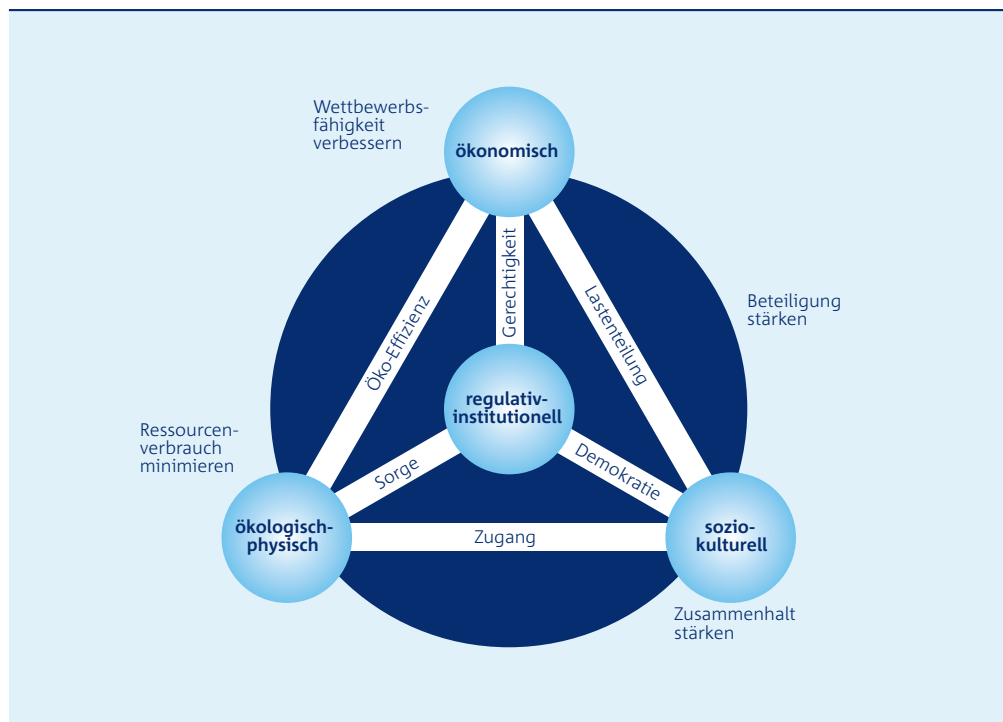 Wettbewerbs-
fähigkeit
verbessern
ökonomisch
Gerechtigkeit
Öko-Effizienz
Lastenteilung
Beteiligung
stärken
regulativ-
institutionell
Ressourcen-
verbrauch
minimieren
Sorge
Demokratie
ökologisch-
physisch
Zugang
sozio-
kulturell
Zusammenhalt
stärken